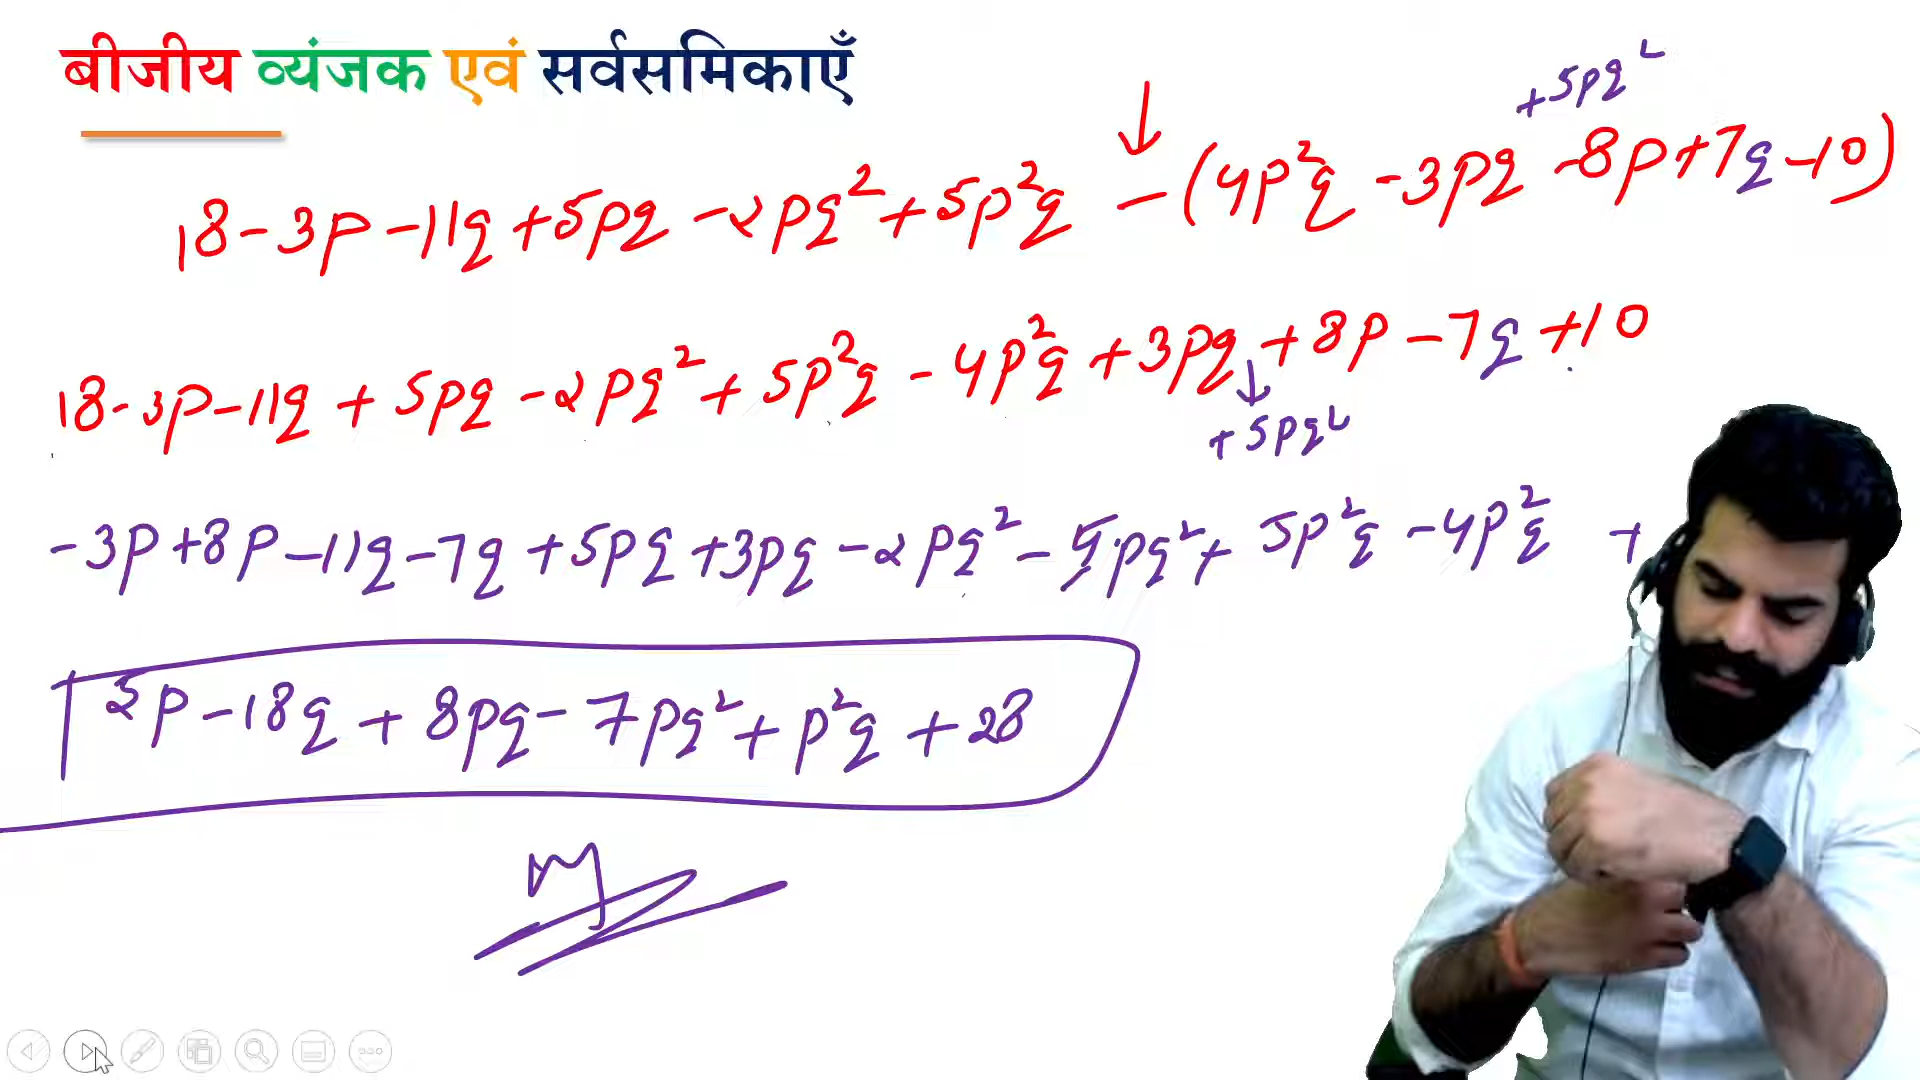 बीजीय व्यंजक एवं सर्वसमिकाएँ
+5pq²
18-3p-11q+5pq-2pq²+5p²q-(4p²q-3pq-8p+7q-10)
18-3p-11q+5pq-2pq²+5p²q-4p²q+3pq+8p-7q+10
+5pq²
-3p+8p-11q-7q+5pq+3pq-2pq²-5pq²+5p²q-4p²q+
5p-18q+8pq-7pq²+p²q+28